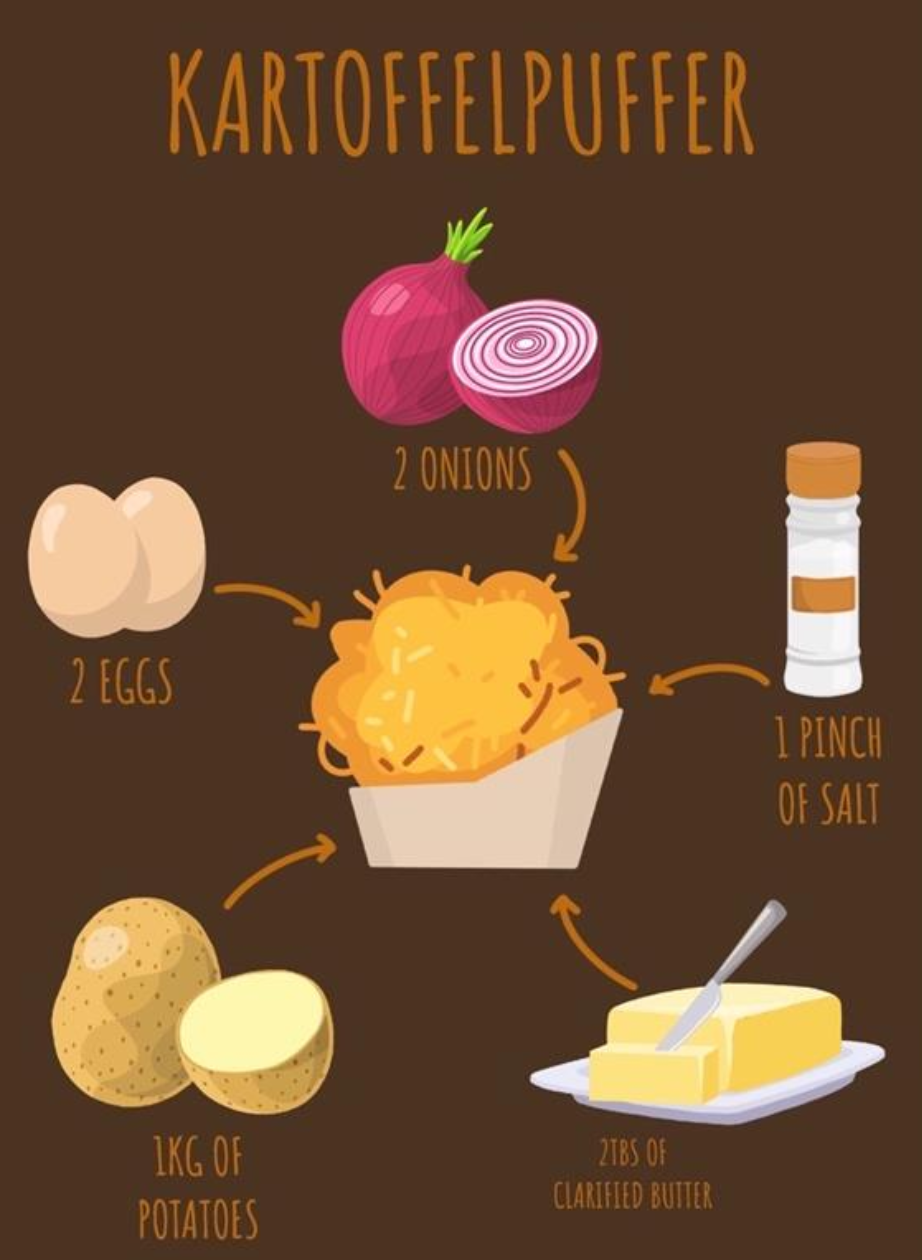 KARTOFFELPUFFER
2 ONIONS
2 EGGS
1 PINCH
OF SALT
1KG OF
POTATOES
2TBS OF
CLARIFIED BUTTER